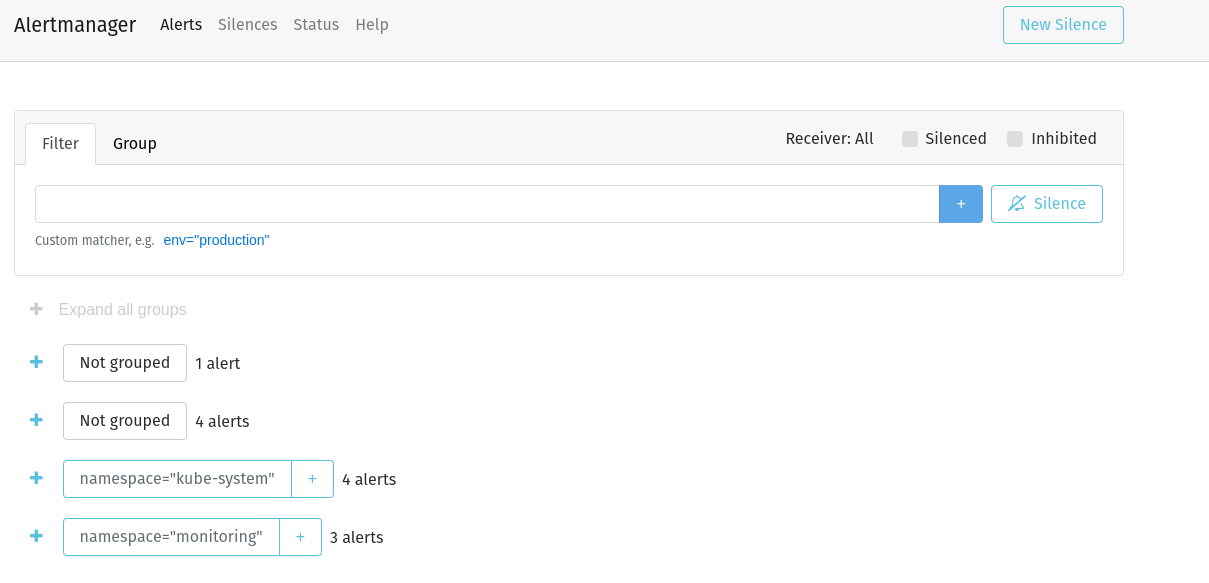 Alertmanager Alerts Silences Status Help New Silence
Filter Group Receiver: All Silenced Inhibited
+ Silence
Custom matcher, e.g. env="production"
+ Expand all groups
+ Not grouped 1 alert
+ Not grouped 4 alerts
+ namespace="kube-system" + 4 alerts
+ namespace="monitoring" + 3 alerts